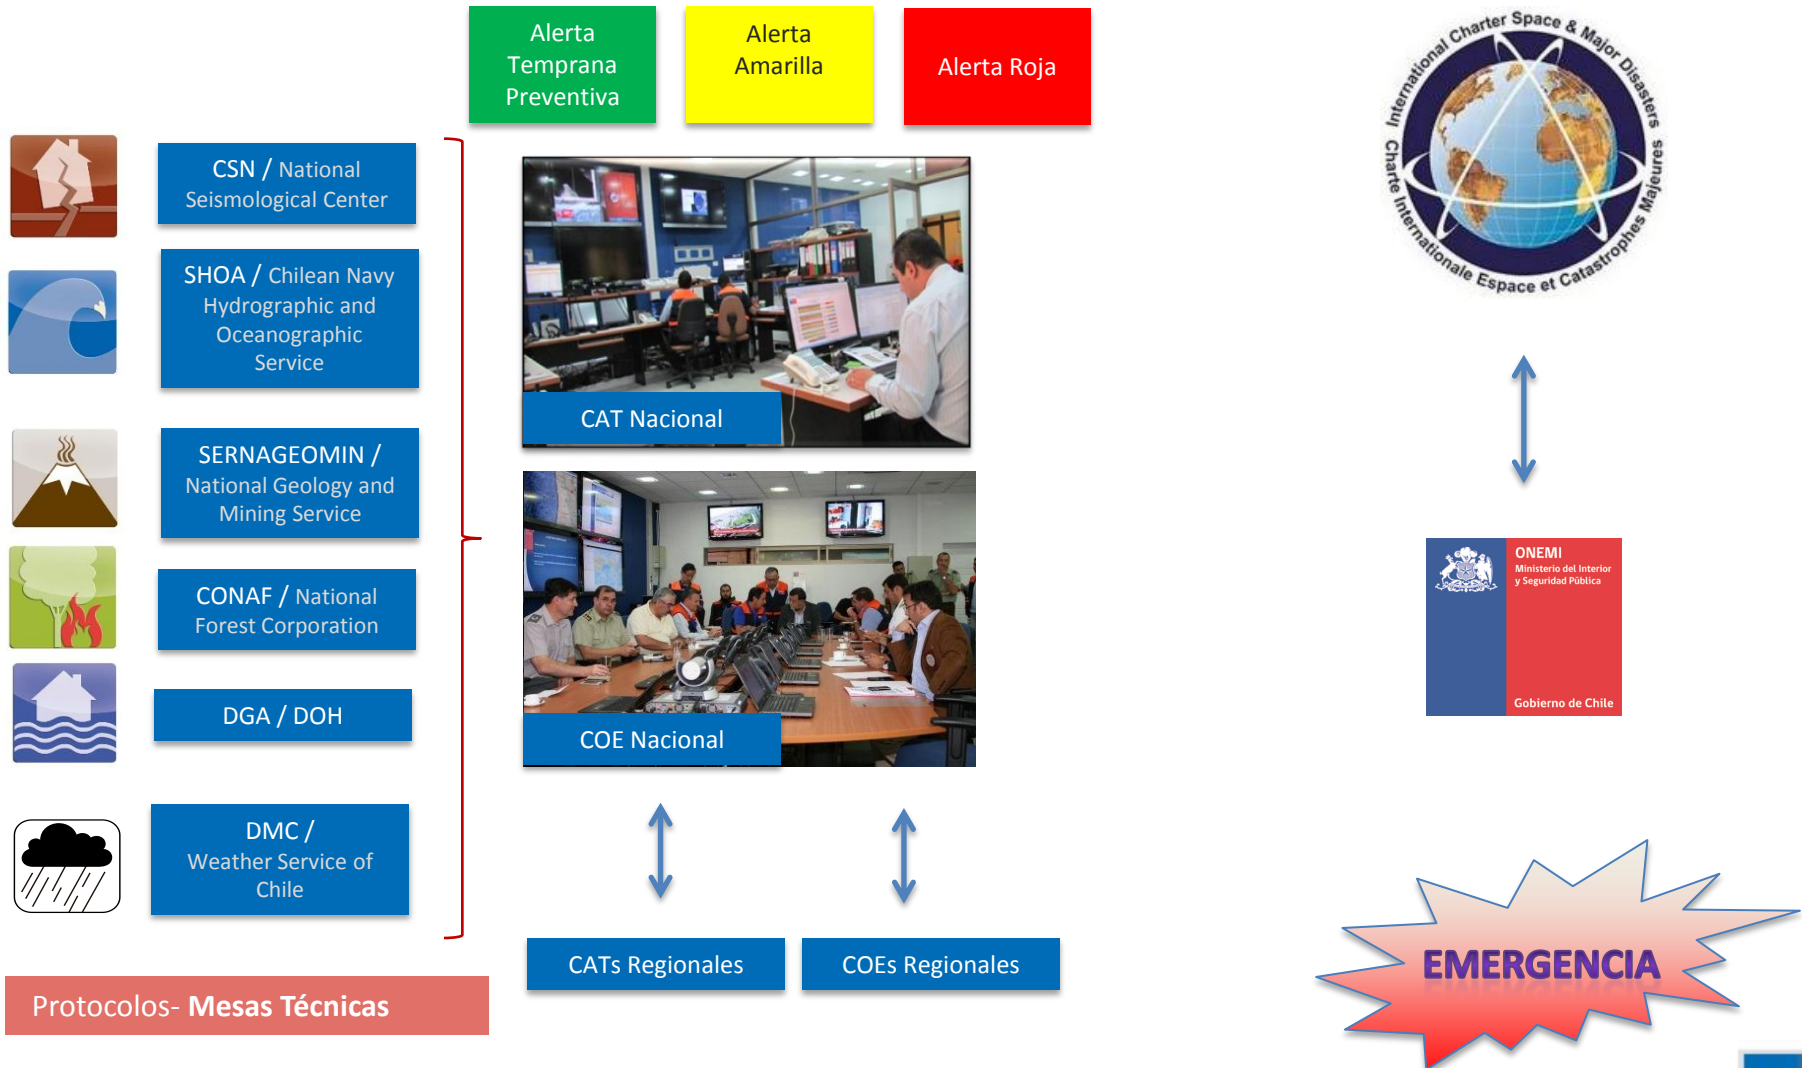 Alerta
Temprana
Preventiva
Alerta
Amarilla
Alerta Roja
International Charter Space & Major Disasters
Charte Internationale Espace et Catastrophes Majeures
CSN / National
Seismological Center
SHOA / Chilean Navy
Hydrographic and
Oceanographic
Service
SERNAGEOMIN /
National Geology and
Mining Service
CONAF / National
Forest Corporation
DGA / DOH
DMC /
Weather Service of
Chile
Protocolos- Mesas Técnicas
CAT Nacional
COE Nacional
CATs Regionales
COEs Regionales
ONEMI
Ministerio del Interior
y Seguridad Pública
Gobierno de Chile
EMERGENCIA